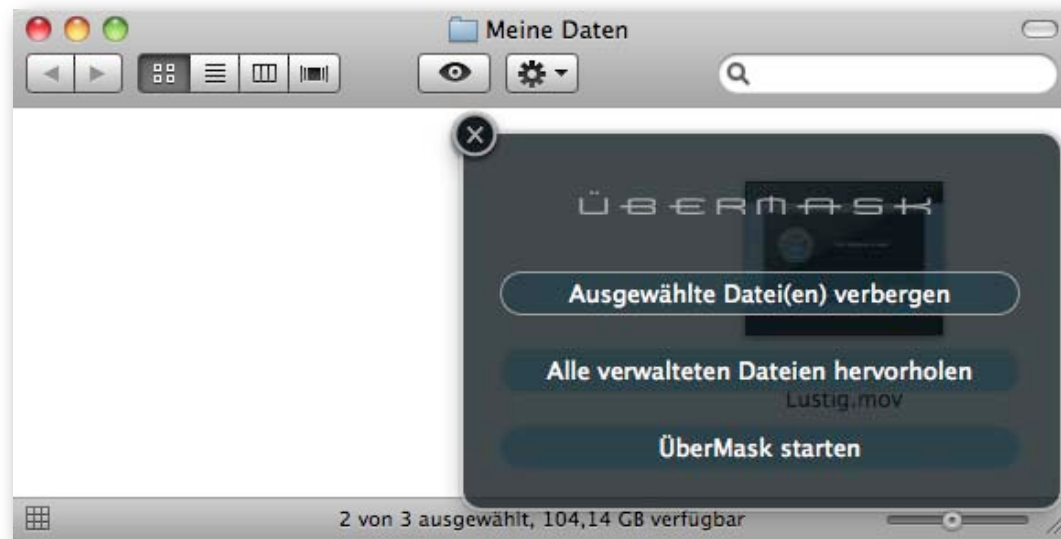 Meine Daten
ÜBERMASK
Ausgewählte Datei(en) verbergen
Alle verwalteten Dateien hervorholen
Lustig.mov
ÜberMask starten
2 von 3 ausgewählt, 104,14 GB verfügbar